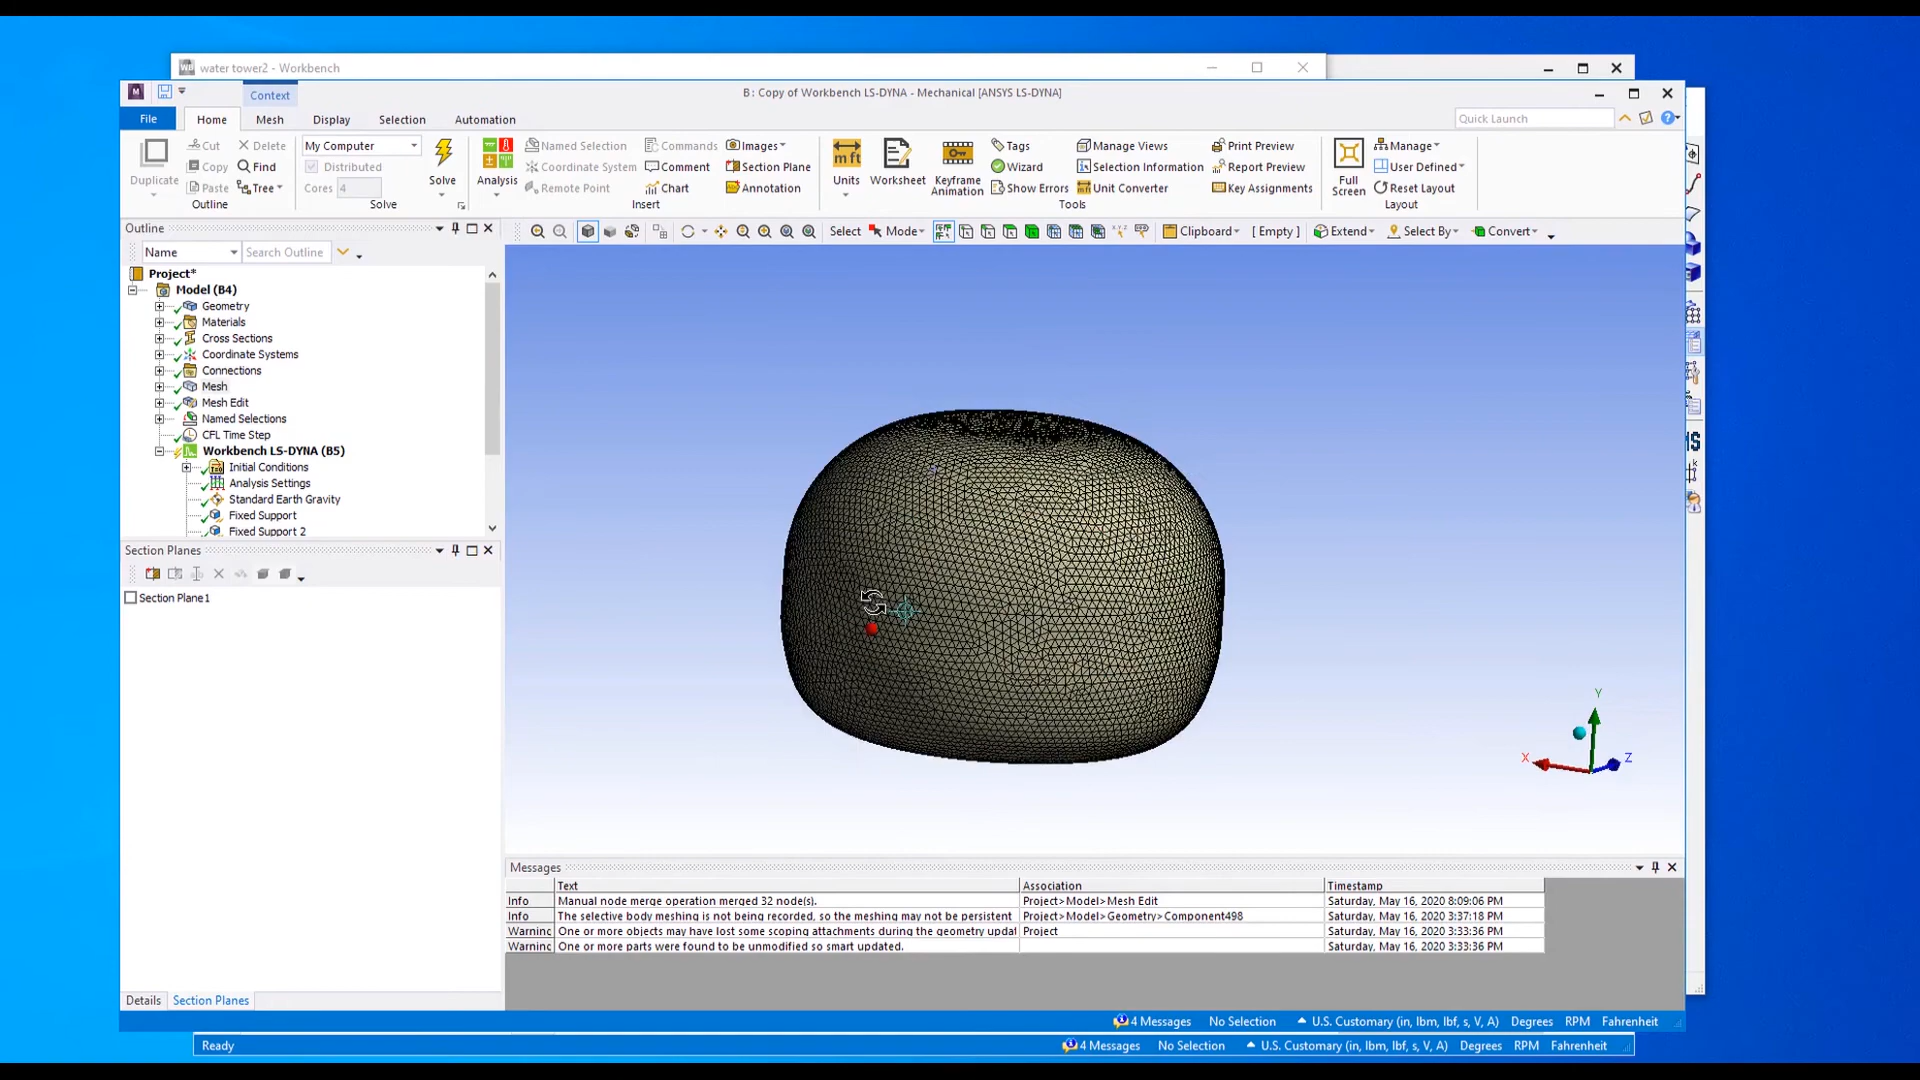 water tower2 - Workbench
Context
B : Copy of Workbench LS-DYNA - Mechanical [ANSYS LS-DYNA]
File Home Mesh Display Selection Automation
Quick Launch
Duplicate
Cut Delete
Copy Find
Paste Tree
Outline
My Computer
Distributed
Cores 4
Solve
Solve
Analysis
Named Selection Commands Images
Coordinate System Comment Section Plane
Remote Point Chart Annotation
Insert
Units Worksheet Keyframe Animation
Tags Manage Views Print Preview
Wizard Selection Information Report Preview
Show Errors Unit Converter Key Assignments
Tools
Full Screen
Manage
User Defined
Reset Layout
Layout
Outline
Select Mode Clipboard [ Empty ] Extend Select By Convert
Name Search Outline
Project*
Model (B4)
Geometry
Materials
Cross Sections
Coordinate Systems
Connections
Mesh
Mesh Edit
Named Selections
CFL Time Step
Workbench LS-DYNA (B5)
Initial Conditions
Analysis Settings
Standard Earth Gravity
Fixed Support
Fixed Support 2
Section Planes
Section Plane1
Y
X
Z
Messages
Text Association Timestamp
Info Manual node merge operation merged 32 node(s). Project>Model>Mesh Edit Saturday, May 16, 2020 8:09:06 PM
Info The selective body meshing is not being recorded, so the meshing may not be persistent Project>Model>Geometry>Component498 Saturday, May 16, 2020 3:37:18 PM
Warninc One or more objects may have lost some scoping attachments during the geometry updat Project Saturday, May 16, 2020 3:33:36 PM
Warninc One or more parts were found to be unmodified so smart updated. Saturday, May 16, 2020 3:33:36 PM
Details Section Planes
4 Messages No Selection U.S. Customary (in, lbm, lbf, s, V, A) Degrees RPM Fahrenheit
Ready 4 Messages No Selection U.S. Customary (in, lbm, lbf, s, V, A) Degrees RPM Fahrenheit